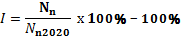 I = Nn / Nn2020 x 100% − 100%